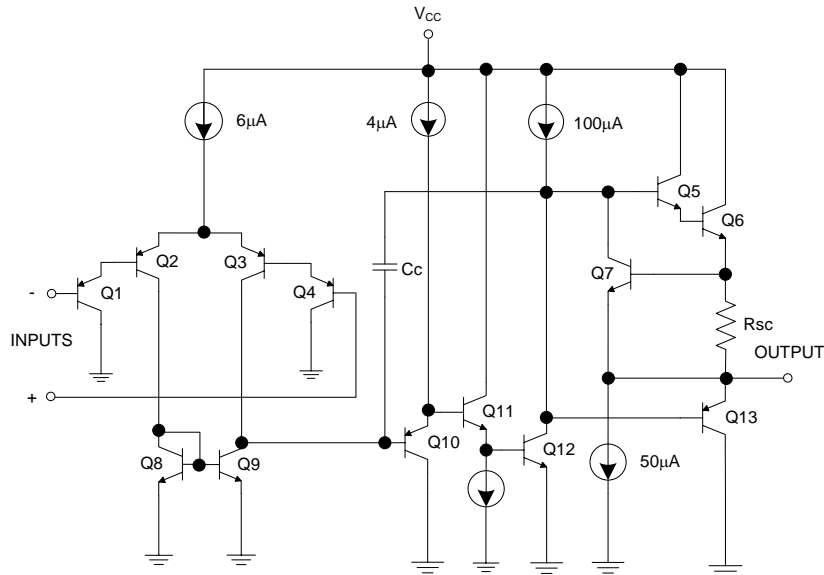 VCC
6μA
4μA
100μA
Q5
Q6
Q2
Q3
Q7
Cc
Q1
Q4
-
Rsc
INPUTS
OUTPUT
+
Q11
Q13
Q10
Q12
Q8
Q9
50μA